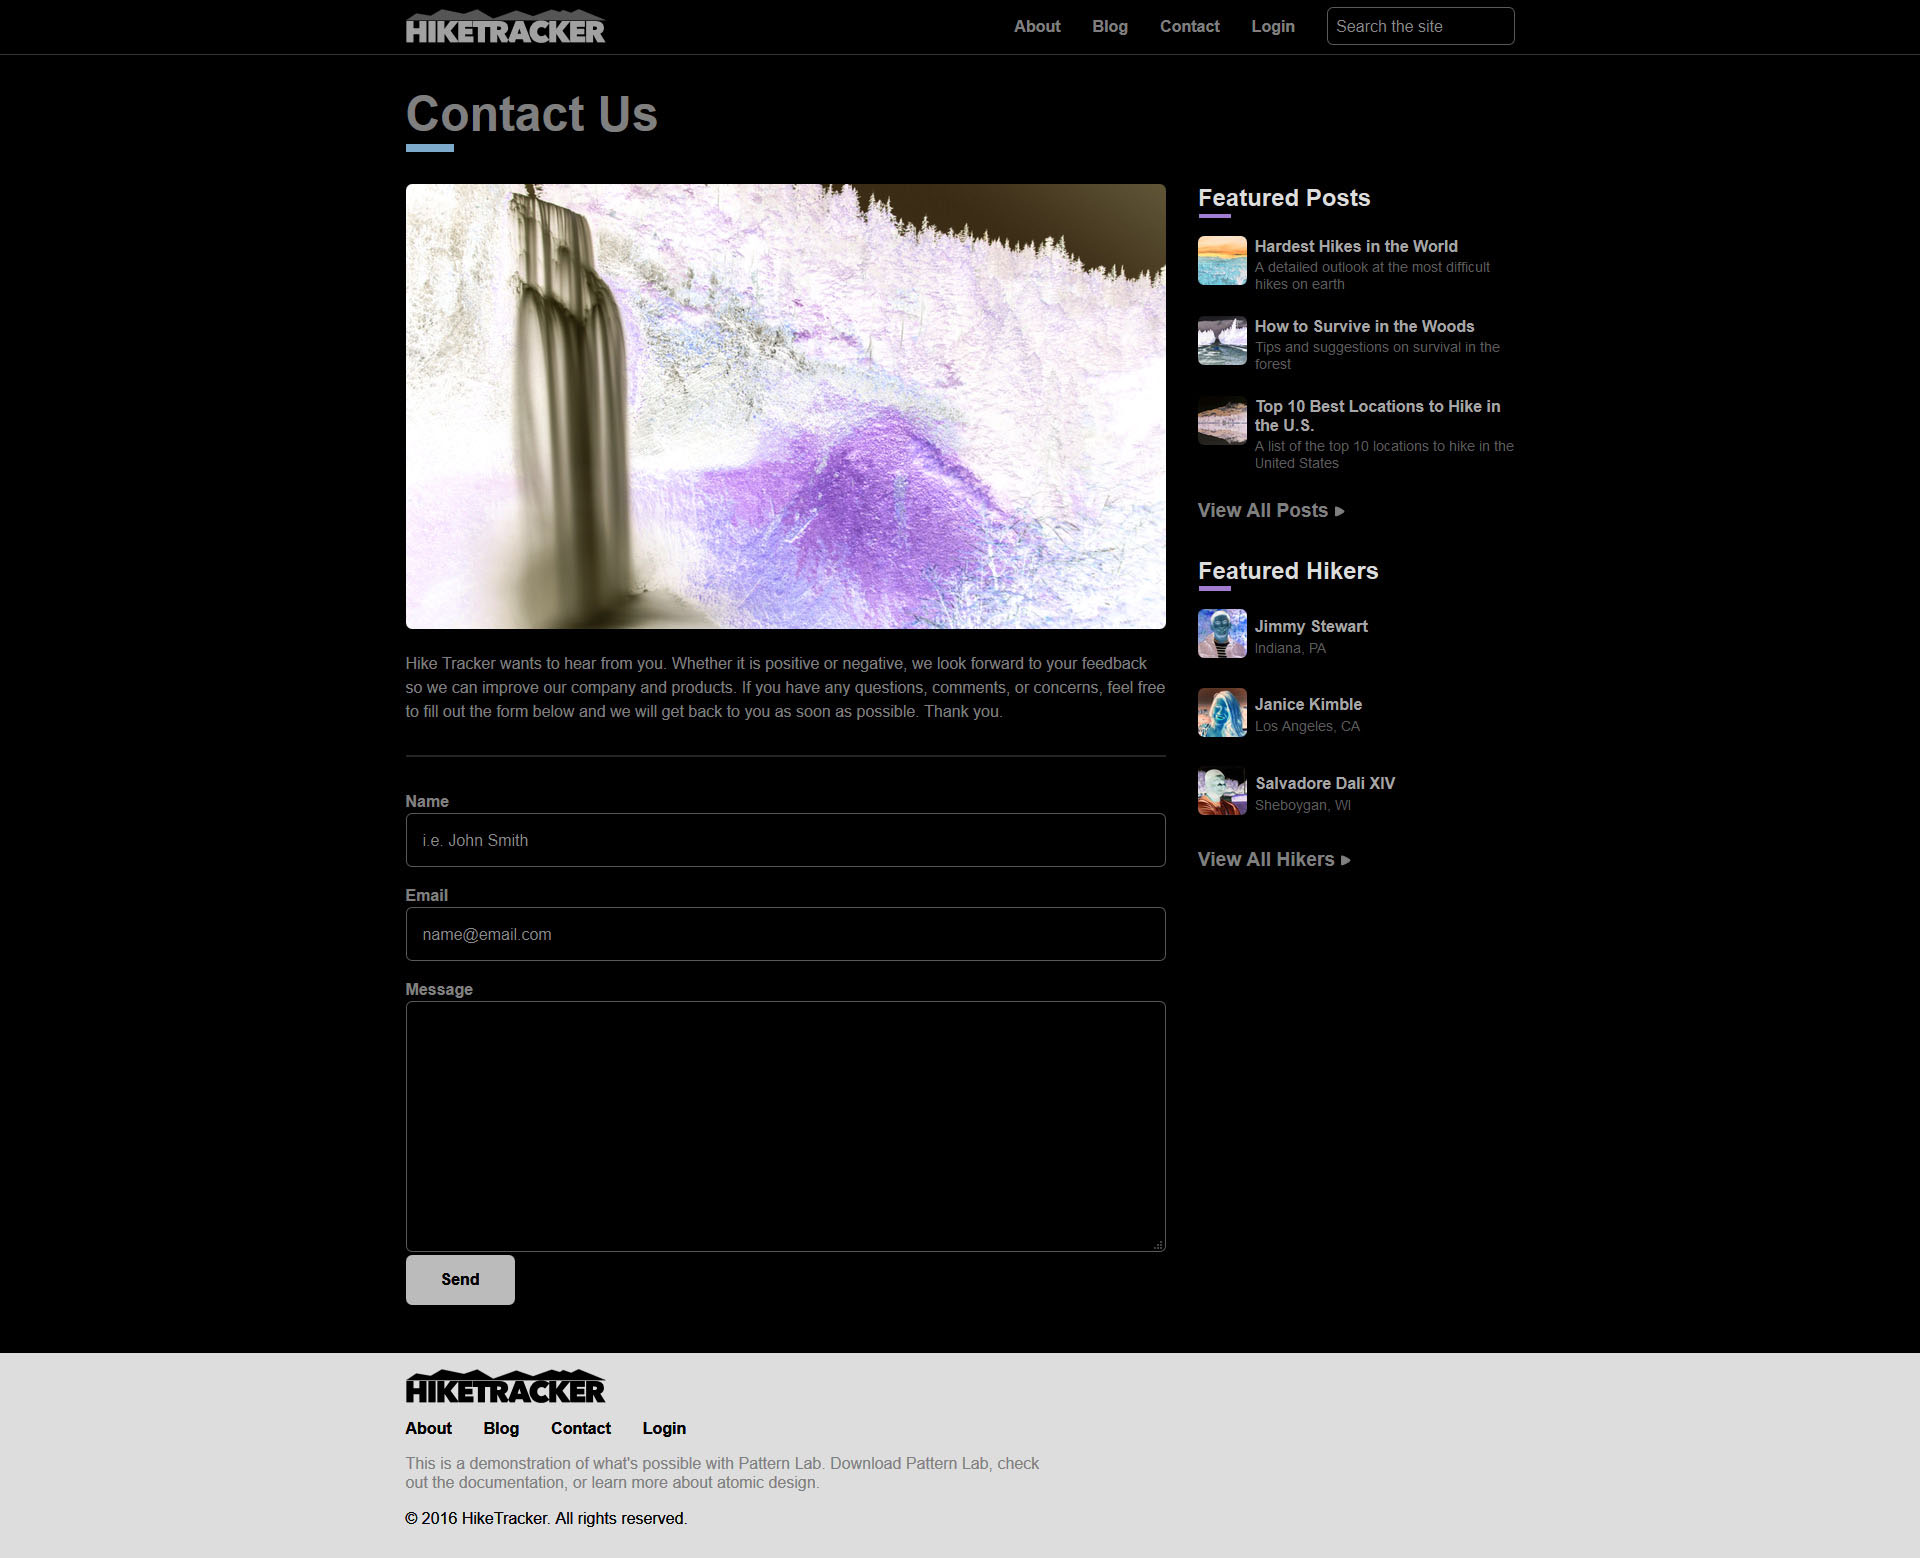 HIKETRACKER
About
Blog
Contact
Login
Search the site
Contact Us
Hike Tracker wants to hear from you. Whether it is positive or negative, we look forward to your feedback
so we can improve our company and products. If you have any questions, comments, or concerns, feel free
to fill out the form below and we will get back to you as soon as possible. Thank you.
Name
i.e. John Smith
Email
name@email.com
Message
Send
Featured Posts
Hardest Hikes in the World
A detailed outlook at the most difficult
hikes on earth
How to Survive in the Woods
Tips and suggestions on survival in the
forest
Top 10 Best Locations to Hike in
the U.S.
A list of the top 10 locations to hike in the
United States
View All Posts
Featured Hikers
Jimmy Stewart
Indiana, PA
Janice Kimble
Los Angeles, CA
Salvadore Dali XIV
Sheboygan, WI
View All Hikers
HIKETRACKER
About
Blog
Contact
Login
This is a demonstration of what's possible with Pattern Lab. Download Pattern Lab, check
out the documentation, or learn more about atomic design.
© 2016 HikeTracker. All rights reserved.